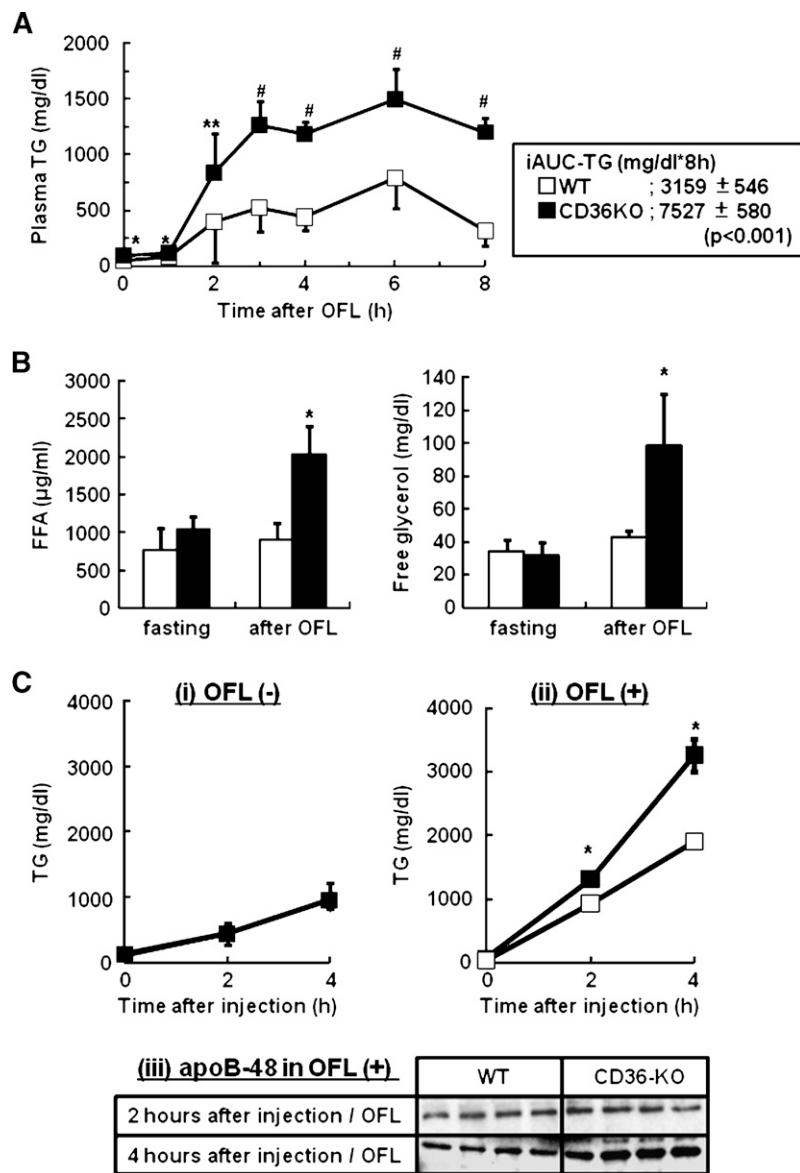 A
Plasma TG (mg/dl)
2000
1500
1000
500
0
* * ** # # # #
0 2 4 6 8
Time after OFL (h)
iAUC-TG (mg/dl*8h)
WT ; 3159 ± 546
CD36KO ; 7527 ± 580
(p<0.001)
B
FFA (µg/ml)
3000
2500
2000
1500
1000
500
0
*
fasting after OFL
Free glycerol (mg/dl)
140
120
100
80
60
40
20
0
*
fasting after OFL
C
(i) OFL (-)
TG (mg/dl)
4000
3000
2000
1000
0
0 2 4
Time after injection (h)
(ii) OFL (+)
TG (mg/dl)
4000
3000
2000
1000
0
* *
0 2 4
Time after injection (h)
(iii) apoB-48 in OFL (+)
WT CD36-KO
2 hours after injection / OFL
4 hours after injection / OFL